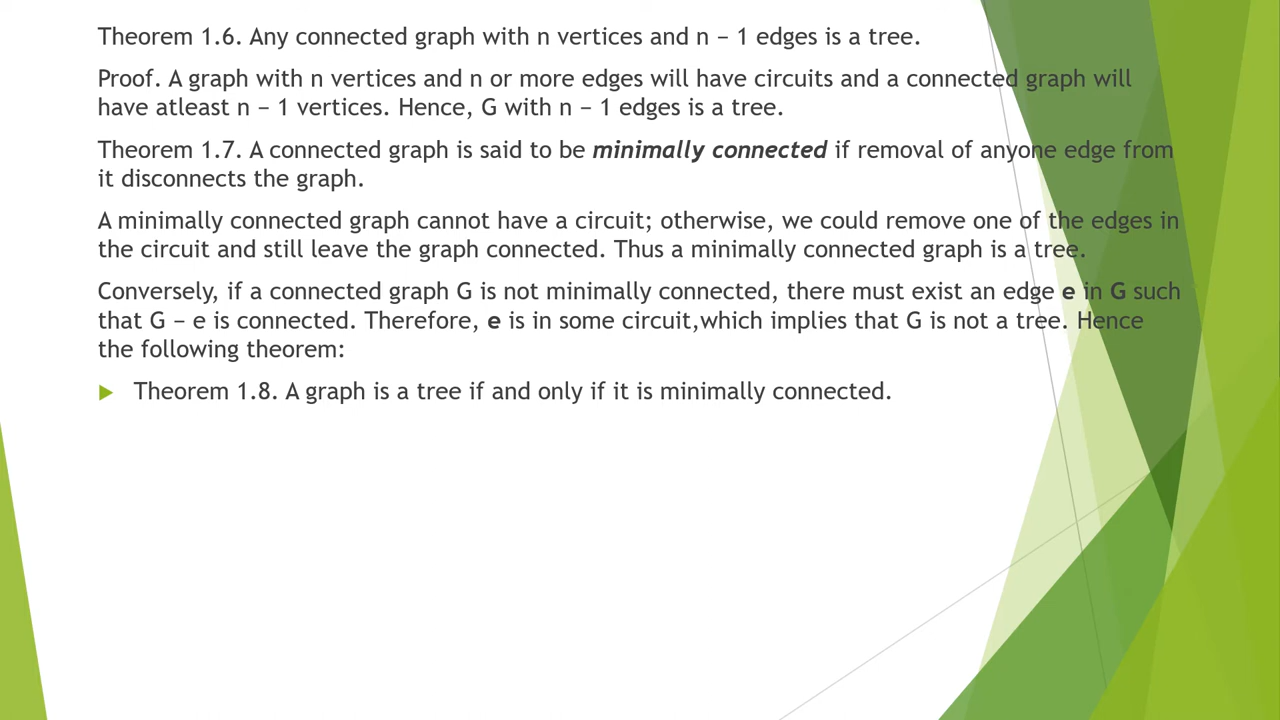 Theorem 1.6. Any connected graph with n vertices and n − 1 edges is a tree.
Proof. A graph with n vertices and n or more edges will have circuits and a connected graph will
have atleast n − 1 vertices. Hence, G with n − 1 edges is a tree.
Theorem 1.7. A connected graph is said to be minimally connected if removal of anyone edge from
it disconnects the graph.
A minimally connected graph cannot have a circuit; otherwise, we could remove one of the edges in
the circuit and still leave the graph connected. Thus a minimally connected graph is a tree.
Conversely, if a connected graph G is not minimally connected, there must exist an edge e in G such
that G − e is connected. Therefore, e is in some circuit,which implies that G is not a tree. Hence
the following theorem:
Theorem 1.8. A graph is a tree if and only if it is minimally connected.